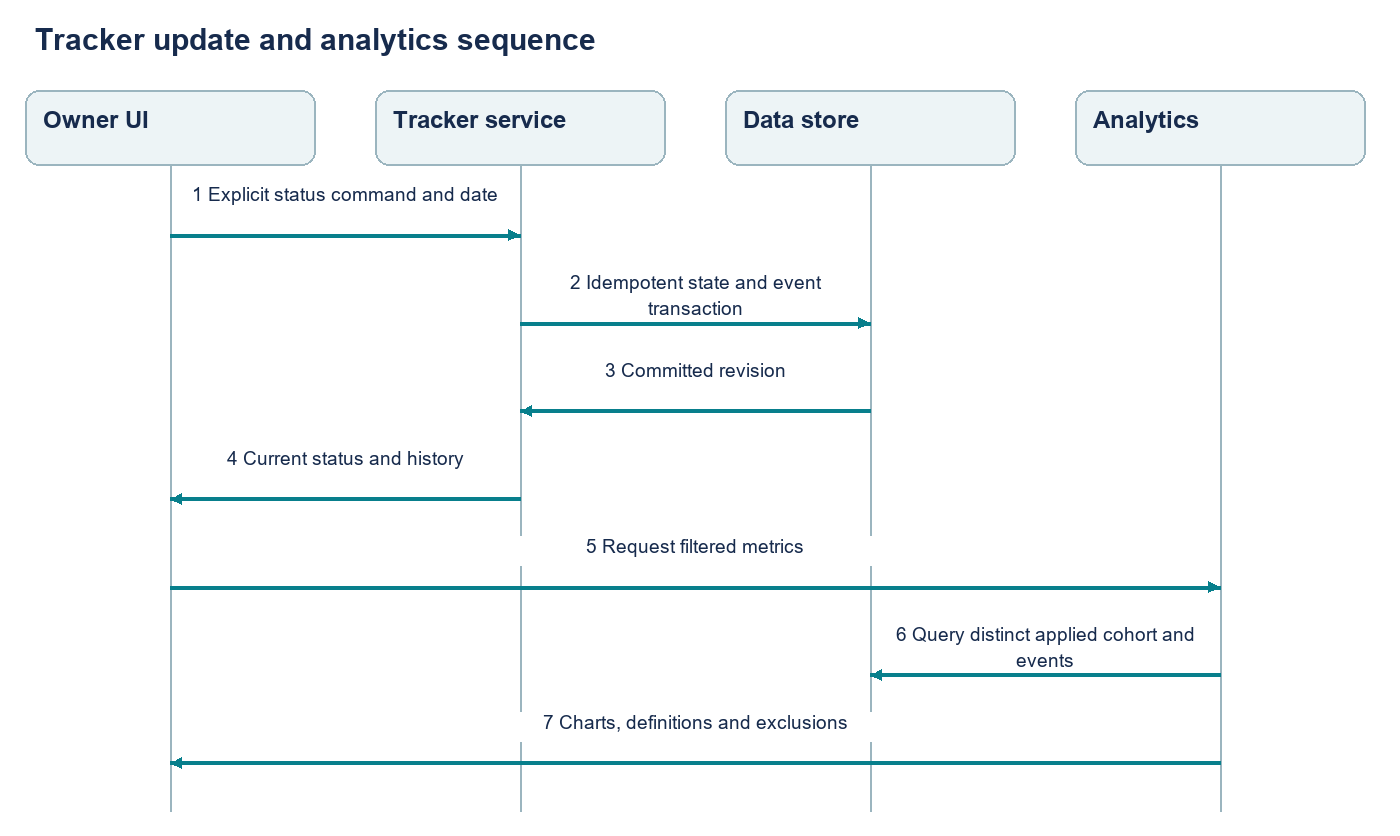 Tracker update and analytics sequence
Owner UI
Tracker service
Data store
Analytics
1 Explicit status command and date
2 Idempotent state and event
transaction
3 Committed revision
4 Current status and history
5 Request filtered metrics
6 Query distinct applied cohort and
events
7 Charts, definitions and exclusions